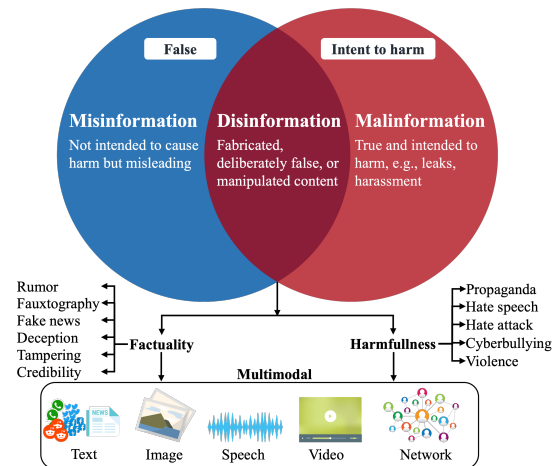 False
Intent to harm
Misinformation
Not intended to cause
harm but misleading
Disinformation
Fabricated,
deliberately false, or
manipulated content
Malinformation
True and intended to
harm, e.g., leaks,
harassment
Rumor
Fauxtography
Fake news
Deception
Tampering
Credibility
Factuality
Harmfullness
Propaganda
Hate speech
Hate attack
Cyberbullying
Violence
Multimodal
NEWS
Text
Image
Speech
Video
Network